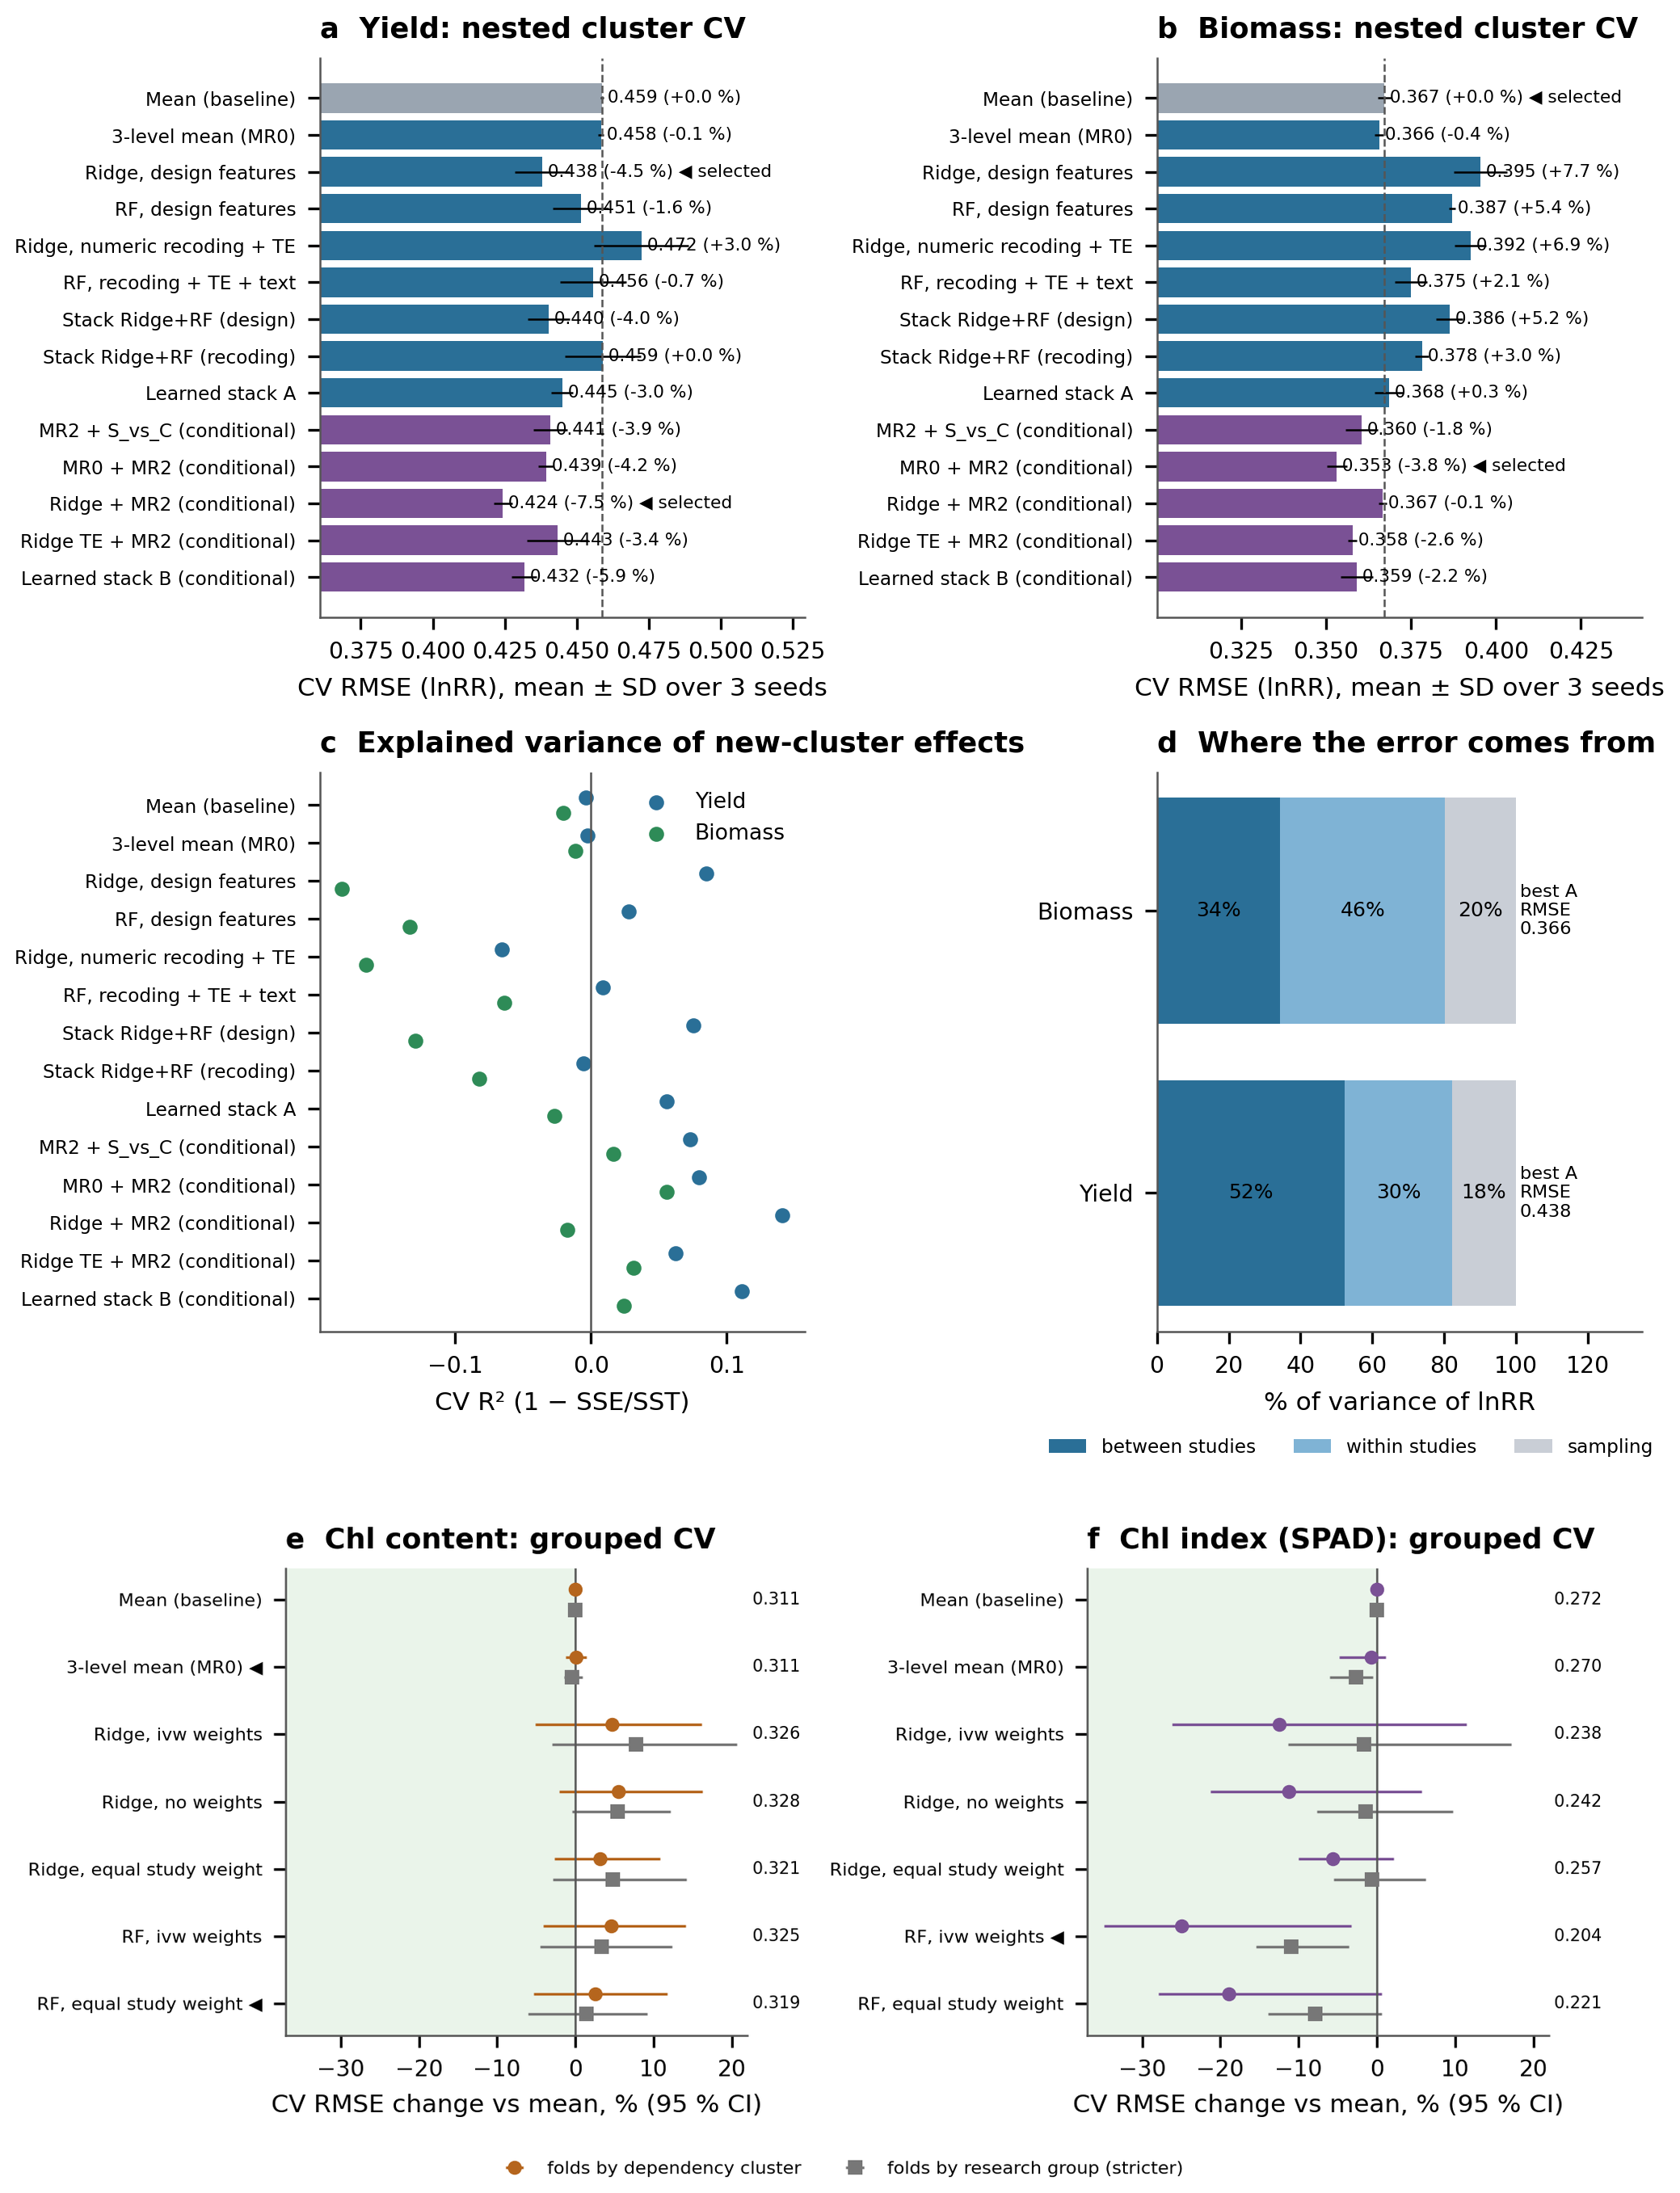 a Yield: nested cluster CV
Mean (baseline) 0.459 (+0.0 %)
3-level mean (MR0) 0.458 (-0.1 %)
Ridge, design features 0.438 (-4.5 %) ◀ selected
RF, design features 0.451 (-1.6 %)
Ridge, numeric recoding + TE 0.472 (+3.0 %)
RF, recoding + TE + text 0.456 (-0.7 %)
Stack Ridge+RF (design) 0.440 (-4.0 %)
Stack Ridge+RF (recoding) 0.459 (+0.0 %)
Learned stack A 0.445 (-3.0 %)
MR2 + S_vs_C (conditional) 0.441 (-3.9 %)
MR0 + MR2 (conditional) 0.439 (-4.2 %)
Ridge + MR2 (conditional) 0.424 (-7.5 %) ◀ selected
Ridge TE + MR2 (conditional) 0.443 (-3.4 %)
Learned stack B (conditional) 0.432 (-5.9 %)
0.375 0.400 0.425 0.450 0.475 0.500 0.525
CV RMSE (lnRR), mean ± SD over 3 seeds
b Biomass: nested cluster CV
Mean (baseline) 0.367 (+0.0 %) ◀ selected
3-level mean (MR0) 0.366 (-0.4 %)
Ridge, design features 0.395 (+7.7 %)
RF, design features 0.387 (+5.4 %)
Ridge, numeric recoding + TE 0.392 (+6.9 %)
RF, recoding + TE + text 0.375 (+2.1 %)
Stack Ridge+RF (design) 0.386 (+5.2 %)
Stack Ridge+RF (recoding) 0.378 (+3.0 %)
Learned stack A 0.368 (+0.3 %)
MR2 + S_vs_C (conditional) 0.360 (-1.8 %)
MR0 + MR2 (conditional) 0.353 (-3.8 %) ◀ selected
Ridge + MR2 (conditional) 0.367 (-0.1 %)
Ridge TE + MR2 (conditional) 0.358 (-2.6 %)
Learned stack B (conditional) 0.359 (-2.2 %)
0.325 0.350 0.375 0.400 0.425
CV RMSE (lnRR), mean ± SD over 3 seeds
c Explained variance of new-cluster effects
Yield
Biomass
Mean (baseline)
3-level mean (MR0)
Ridge, design features
RF, design features
Ridge, numeric recoding + TE
RF, recoding + TE + text
Stack Ridge+RF (design)
Stack Ridge+RF (recoding)
Learned stack A
MR2 + S_vs_C (conditional)
MR0 + MR2 (conditional)
Ridge + MR2 (conditional)
Ridge TE + MR2 (conditional)
Learned stack B (conditional)
−0.1 0.0 0.1
CV R² (1 − SSE/SST)
d Where the error comes from
Biomass 34% 46% 20%
best A
RMSE
0.366
Yield 52% 30% 18%
best A
RMSE
0.438
0 20 40 60 80 100 120
% of variance of lnRR
between studies within studies sampling
e Chl content: grouped CV
Mean (baseline) 0.311
3-level mean (MR0) ◀ 0.311
Ridge, ivw weights 0.326
Ridge, no weights 0.328
Ridge, equal study weight 0.321
RF, ivw weights 0.325
RF, equal study weight ◀ 0.319
−30 −20 −10 0 10 20
CV RMSE change vs mean, % (95 % CI)
f Chl index (SPAD): grouped CV
Mean (baseline) 0.272
3-level mean (MR0) 0.270
Ridge, ivw weights 0.238
Ridge, no weights 0.242
Ridge, equal study weight 0.257
RF, ivw weights ◀ 0.204
RF, equal study weight 0.221
−30 −20 −10 0 10 20
CV RMSE change vs mean, % (95 % CI)
folds by dependency cluster folds by research group (stricter)